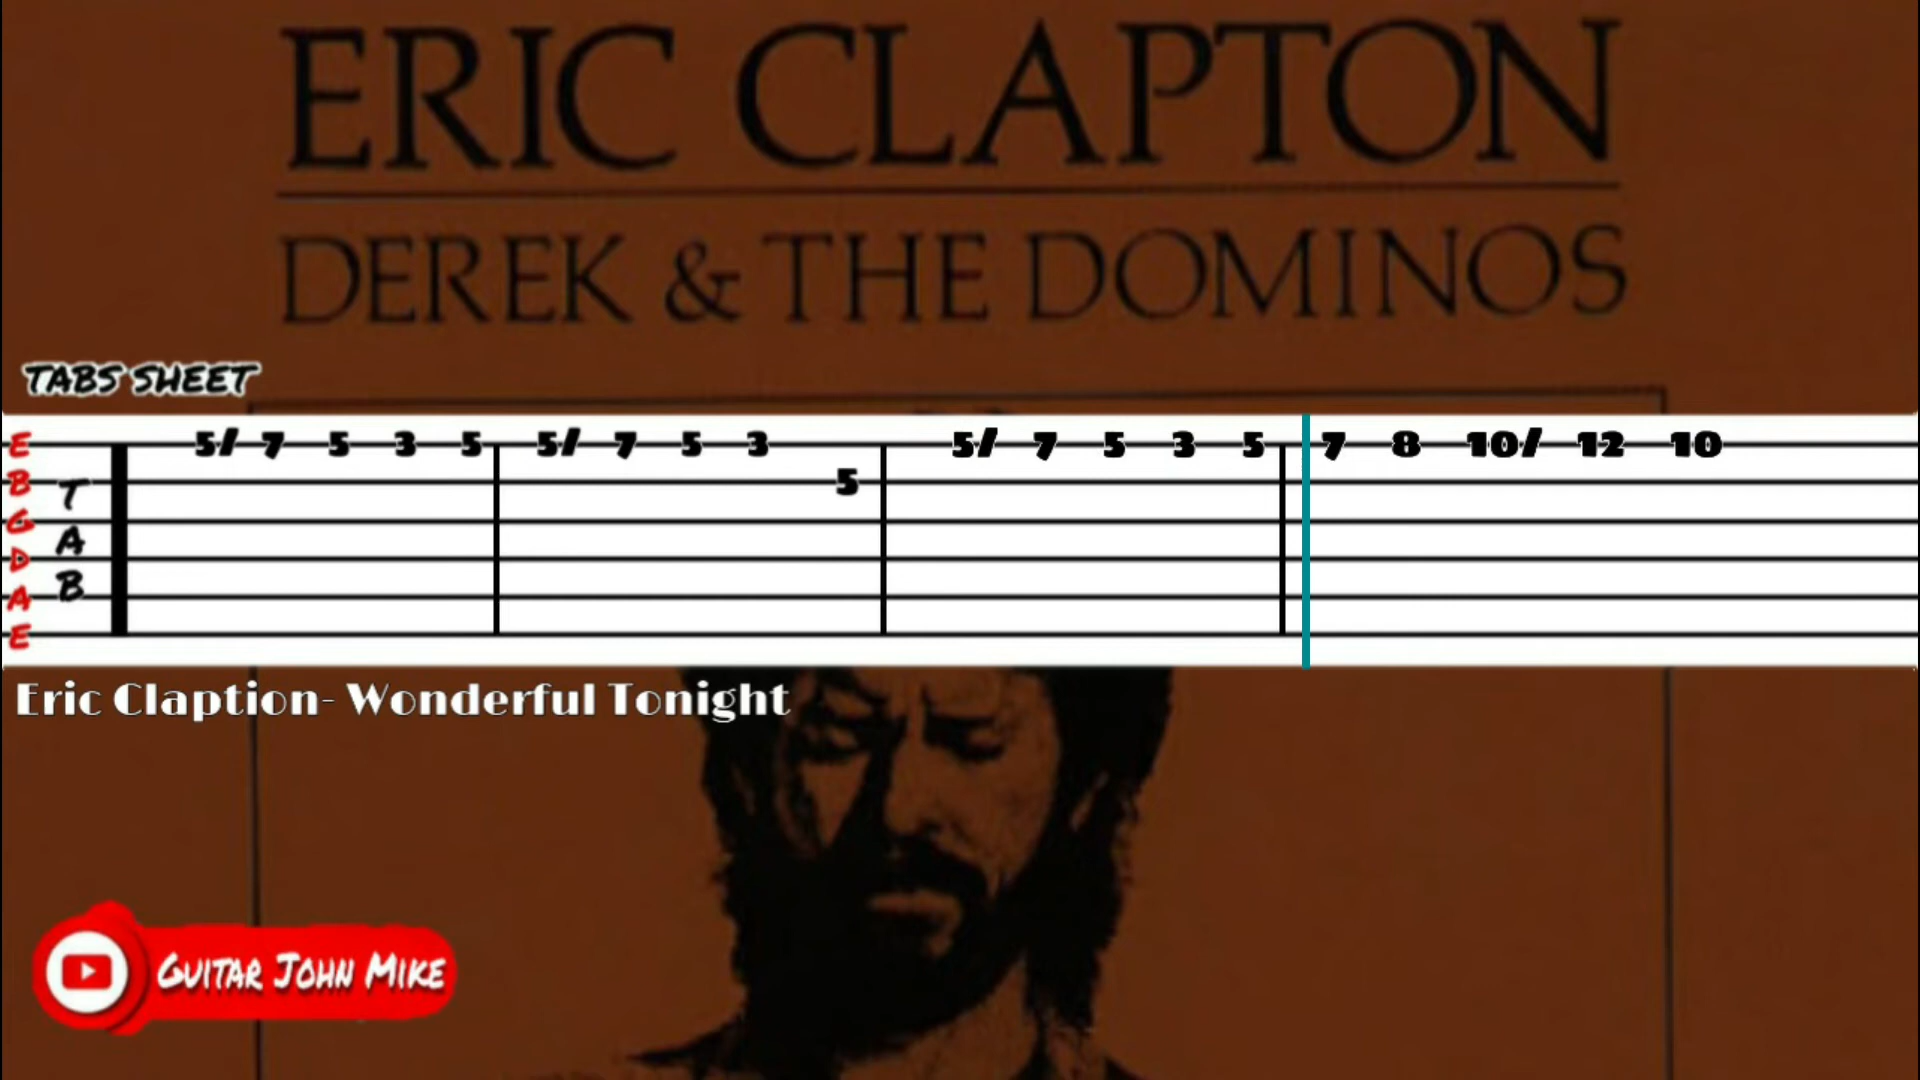 ERIC CLAPTON
DEREK & THE DOMINOS
TABS SHEET
E 5/ 7 5 3 5 5/ 7 5 3 5/ 7 5 3 5 7 8 10/ 12 10
B 5
T
G
A
D
B
A
E
Eric Claption- Wonderful Tonight
GUITAR JOHN MIKE